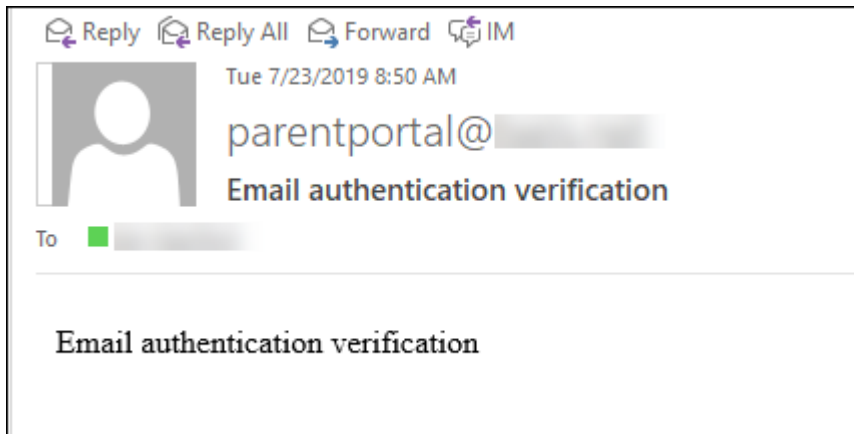 Reply Reply All Forward IM
Tue 7/23/2019 8:50 AM
parentportal@
Email authentication verification
To
Email authentication verification